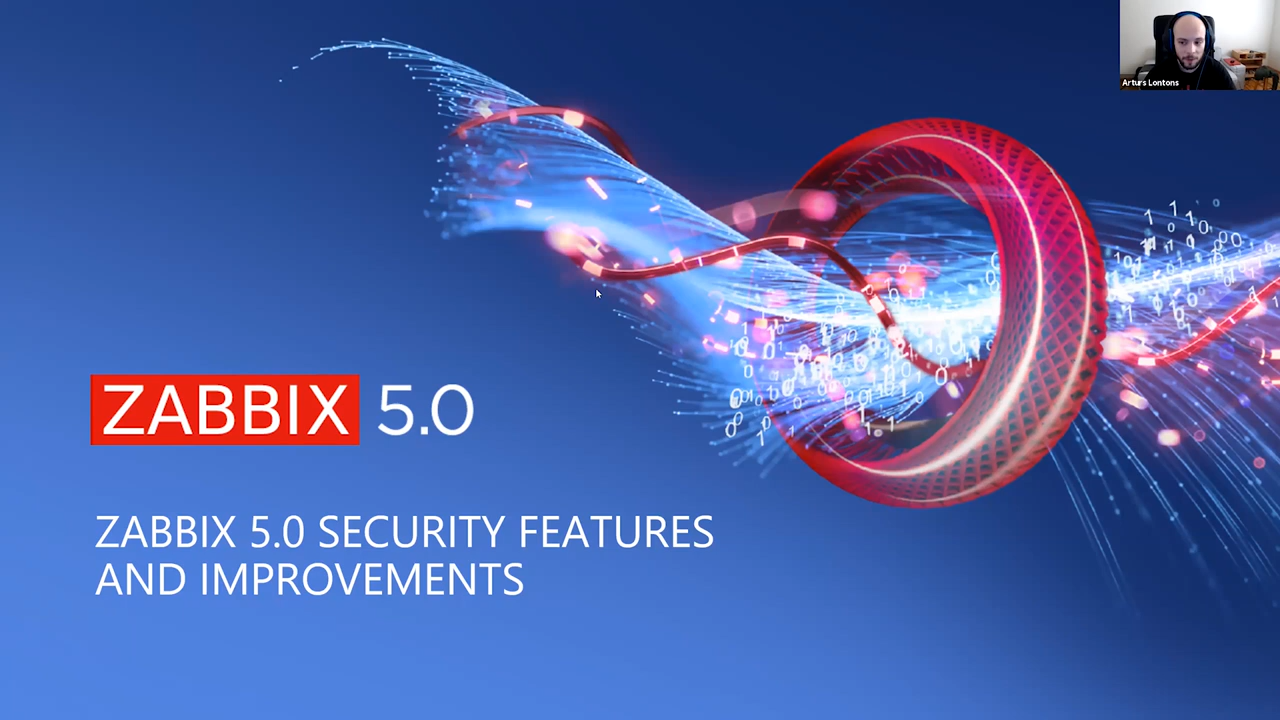 Arturs Lontons
ZABBIX 5.0
ZABBIX 5.0 SECURITY FEATURES
AND IMPROVEMENTS